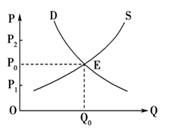 P D S
P₂
P₀ E
P₁
O Q₀ Q